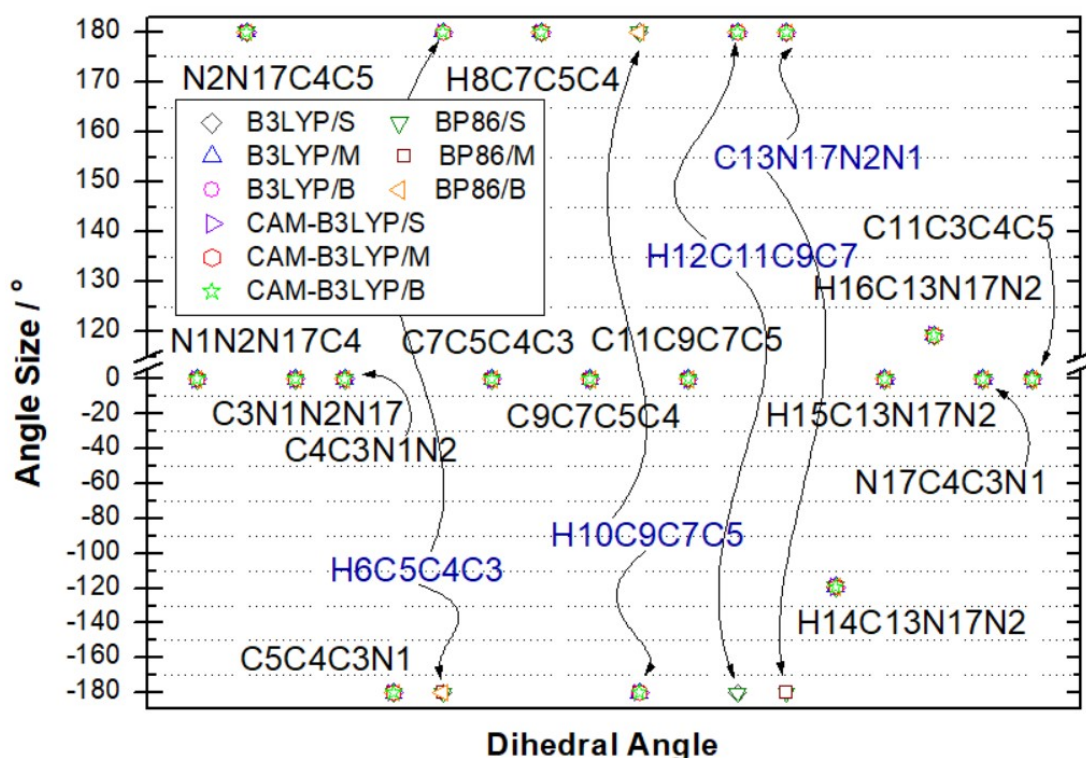 180
170
160
150
140
130
120
0
-20
-40
-60
-80
-100
-120
-140
-160
-180
Angle Size / °
N2N17C4C5
H8C7C5C4
B3LYP/S
BP86/S
B3LYP/M
BP86/M
B3LYP/B
BP86/B
CAM-B3LYP/S
CAM-B3LYP/M
CAM-B3LYP/B
C13N17N2N1
C11C3C4C5
H12C11C9C7
H16C13N17N2
N1N2N17C4
C7C5C4C3
C11C9C7C5
C3N1N2N17
C9C7C5C4
H15C13N17N2
C4C3N1N2
N17C4C3N1
H10C9C7C5
H6C5C4C3
H14C13N17N2
C5C4C3N1
Dihedral Angle